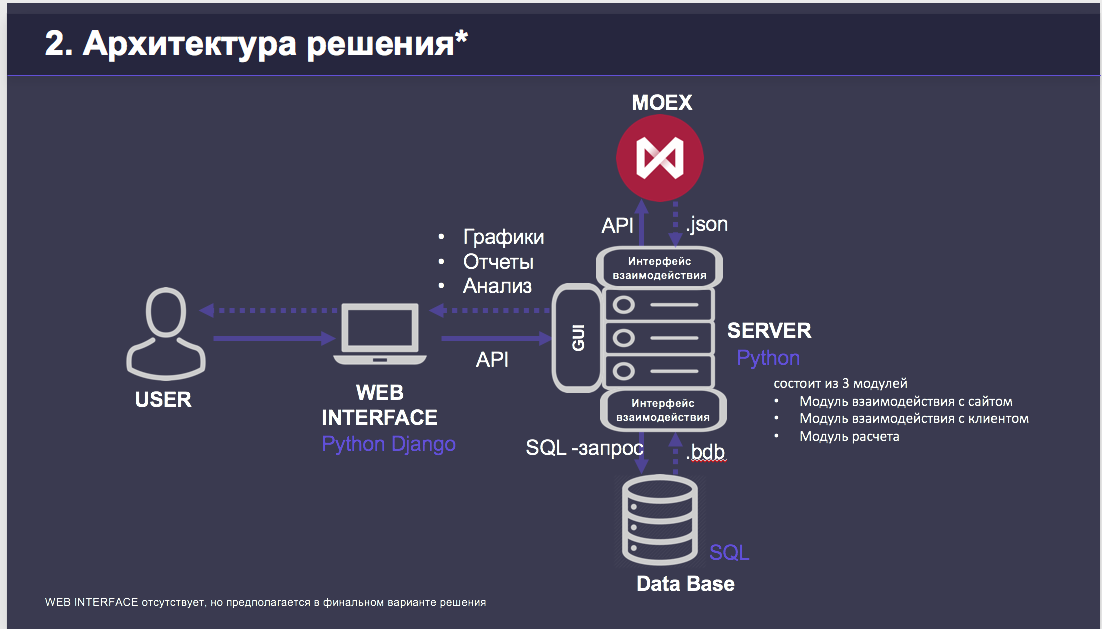 2. Архитектура решения*
MOEX
API
.json
• Графики
• Отчеты
• Анализ
Интерфейс
взаимодействия
GUI
SERVER
Python
API
USER
WEB
INTERFACE
Python Django
состоит из 3 модулей
• Модуль взаимодействия с сайтом
• Модуль взаимодействия с клиентом
• Модуль расчета
Интерфейс
взаимодействия
SQL -запрос
.bdb
SQL
Data Base
WEB INTERFACE отсутствует, но предполагается в финальном варианте решения